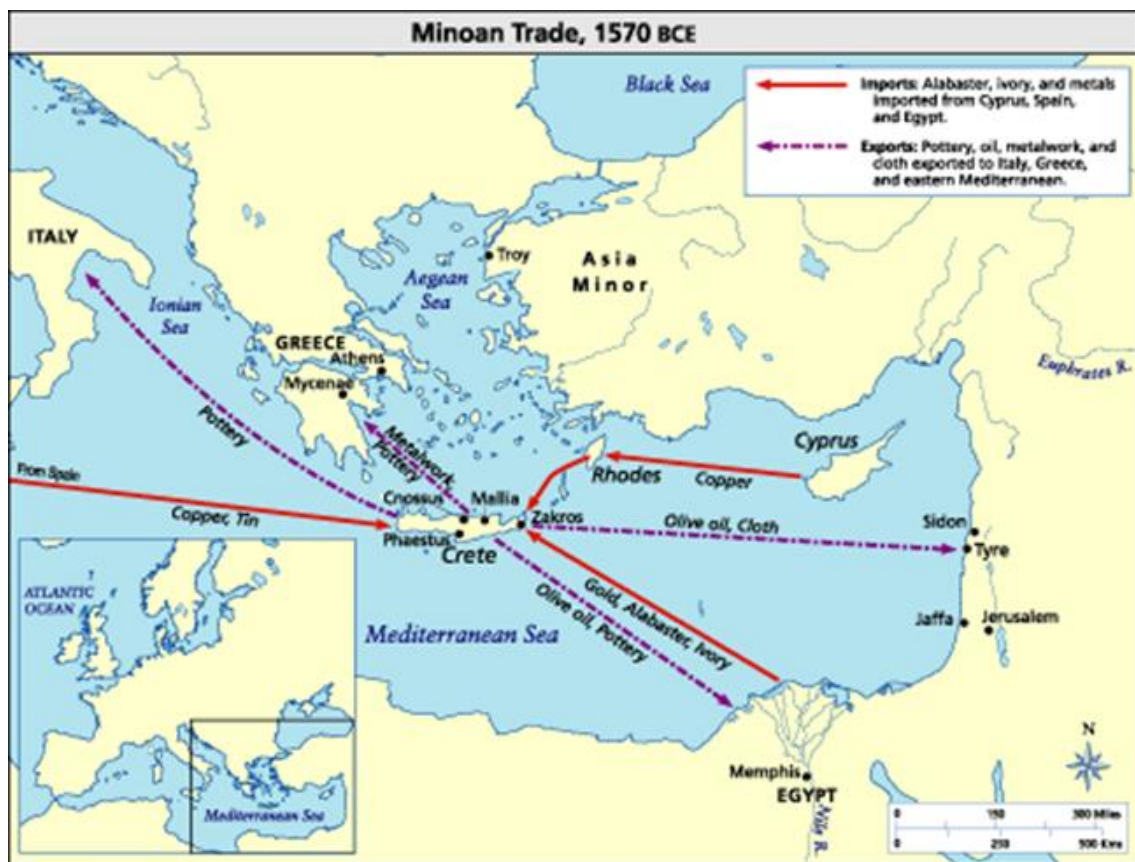 Minoan Trade, 1570 BCE
Black Sea
Imports: Alabaster, ivory, and metals
imported from Cyprus, Spain,
and Egypt.
Exports: Pottery, oil, metalwork, and
cloth exported to Italy, Greece,
and eastern Mediterranean.
ITALY
Ionian
Sea
Aegean
Sea
Troy
Asia
Minor
GREECE
Athens
Mycenae
Euphrates R.
Pottery
Metalwork
Pottery
Cyprus
Rhodes
Copper
From Spain
Copper, Tin
Cnossus
Mallia
Zakros
Phaestus
Crete
Olive oil, Cloth
Sidon
Tyre
Gold, Alabaster, Ivory
Olive oil, Pottery
Mediterranean Sea
Jaffa
Jerusalem
ATLANTIC
OCEAN
Mediterranean Sea
Memphis
EGYPT
Nile R.
N
0 150 300 Miles
0 250 500 Kms